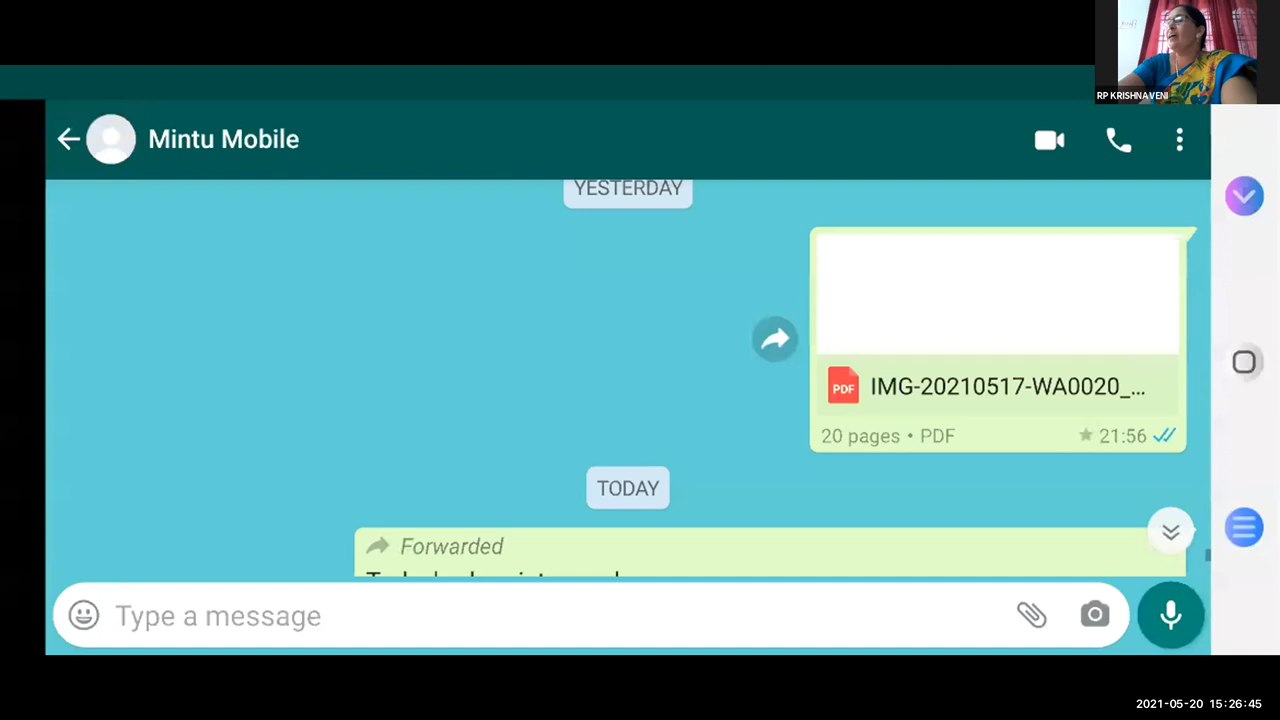 RP KRISHNAVENI
Mintu Mobile
YESTERDAY
PDF
IMG-20210517-WA0020_...
20 pages • PDF
21:56
TODAY
Forwarded
Type a message
2021-05-20 15:26:45